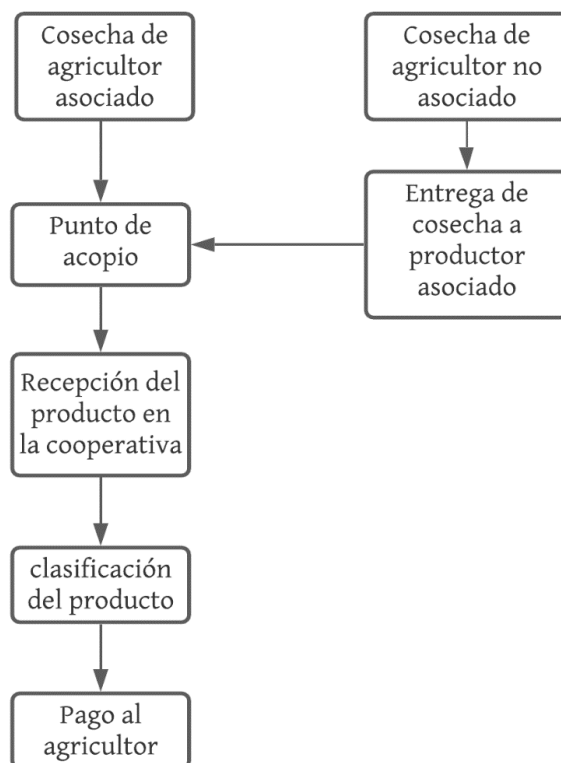 Cosecha de
agricultor
asociado
Cosecha de
agricultor no
asociado
Entrega de
cosecha a
productor
asociado
Punto de
acopio
Recepción del
producto en
la cooperativa
clasificación
del producto
Pago al
agricultor